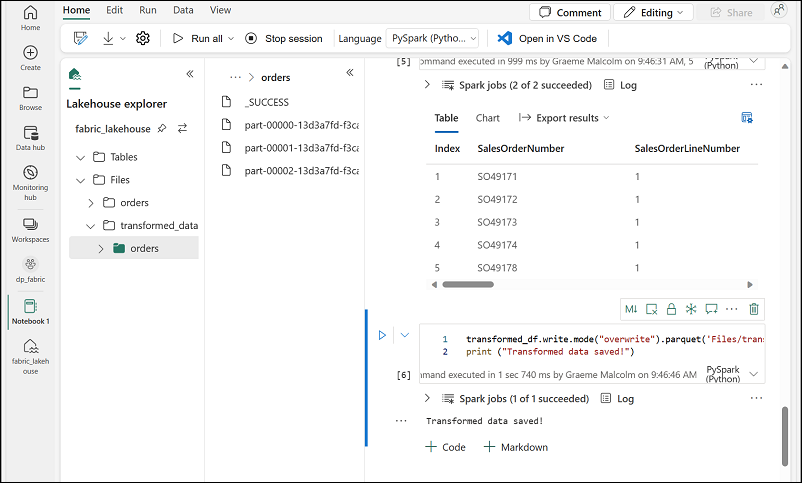 Home Edit Run Data View
Comment Editing Share
Run all Stop session Language PySpark (Pytho... Open in VS Code
Home
Create
Browse
Data hub
Monitoring hub
Workspaces
dp_fabric
Notebook 1
fabric_lakeh
ouse
Lakehouse explorer
fabric_lakehouse
Tables
Files
orders
transformed_data
orders
... > orders
_SUCCESS
part-00000-13d3a7fd-f3ca
part-00001-13d3a7fd-f3ca
part-00002-13d3a7fd-f3ca
[5] ommand executed in 999 ms by Graeme Malcolm on 9:46:31 AM, 5 (Python)
Spark jobs (2 of 2 succeeded) Log ...
Table Chart Export results
Index SalesOrderNumber SalesOrderLineNumber
1 SO49171 1
2 SO49172 1
3 SO49173 1
4 SO49174 1
5 SO49178 1
M↓ ...
1 transformed_df.write.mode("overwrite").parquet('Files/tran
2 print ("Transformed data saved!")
[6] mmand executed in 1 sec 740 ms by Graeme Malcolm on 9:46:46 AM PySpark (Python)
Spark jobs (1 of 1 succeeded) Log ...
... Transformed data saved!
+ Code + Markdown